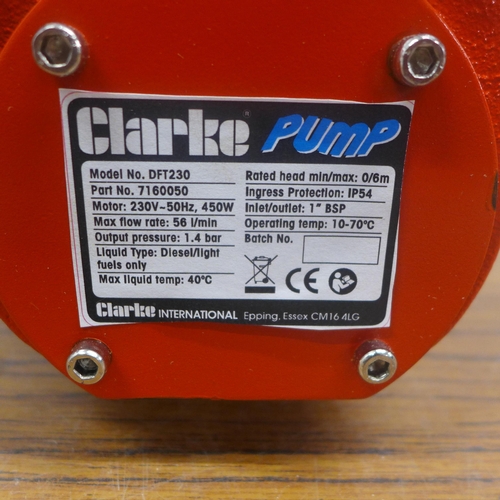 Clarke® PUMP
Model No. DFT230
Part No. 7160050
Motor: 230V~50Hz, 450W
Max flow rate: 56 l/min
Output pressure: 1.4 bar
Liquid Type: Diesel/light
fuels only
Max liquid temp: 40°C
Rated head min/max: 0/6m
Ingress Protection: IP54
Inlet/outlet: 1" BSP
Operating temp: 10-70°C
Batch No.
CE
Clarke INTERNATIONAL Epping, Essex CM16 4LG